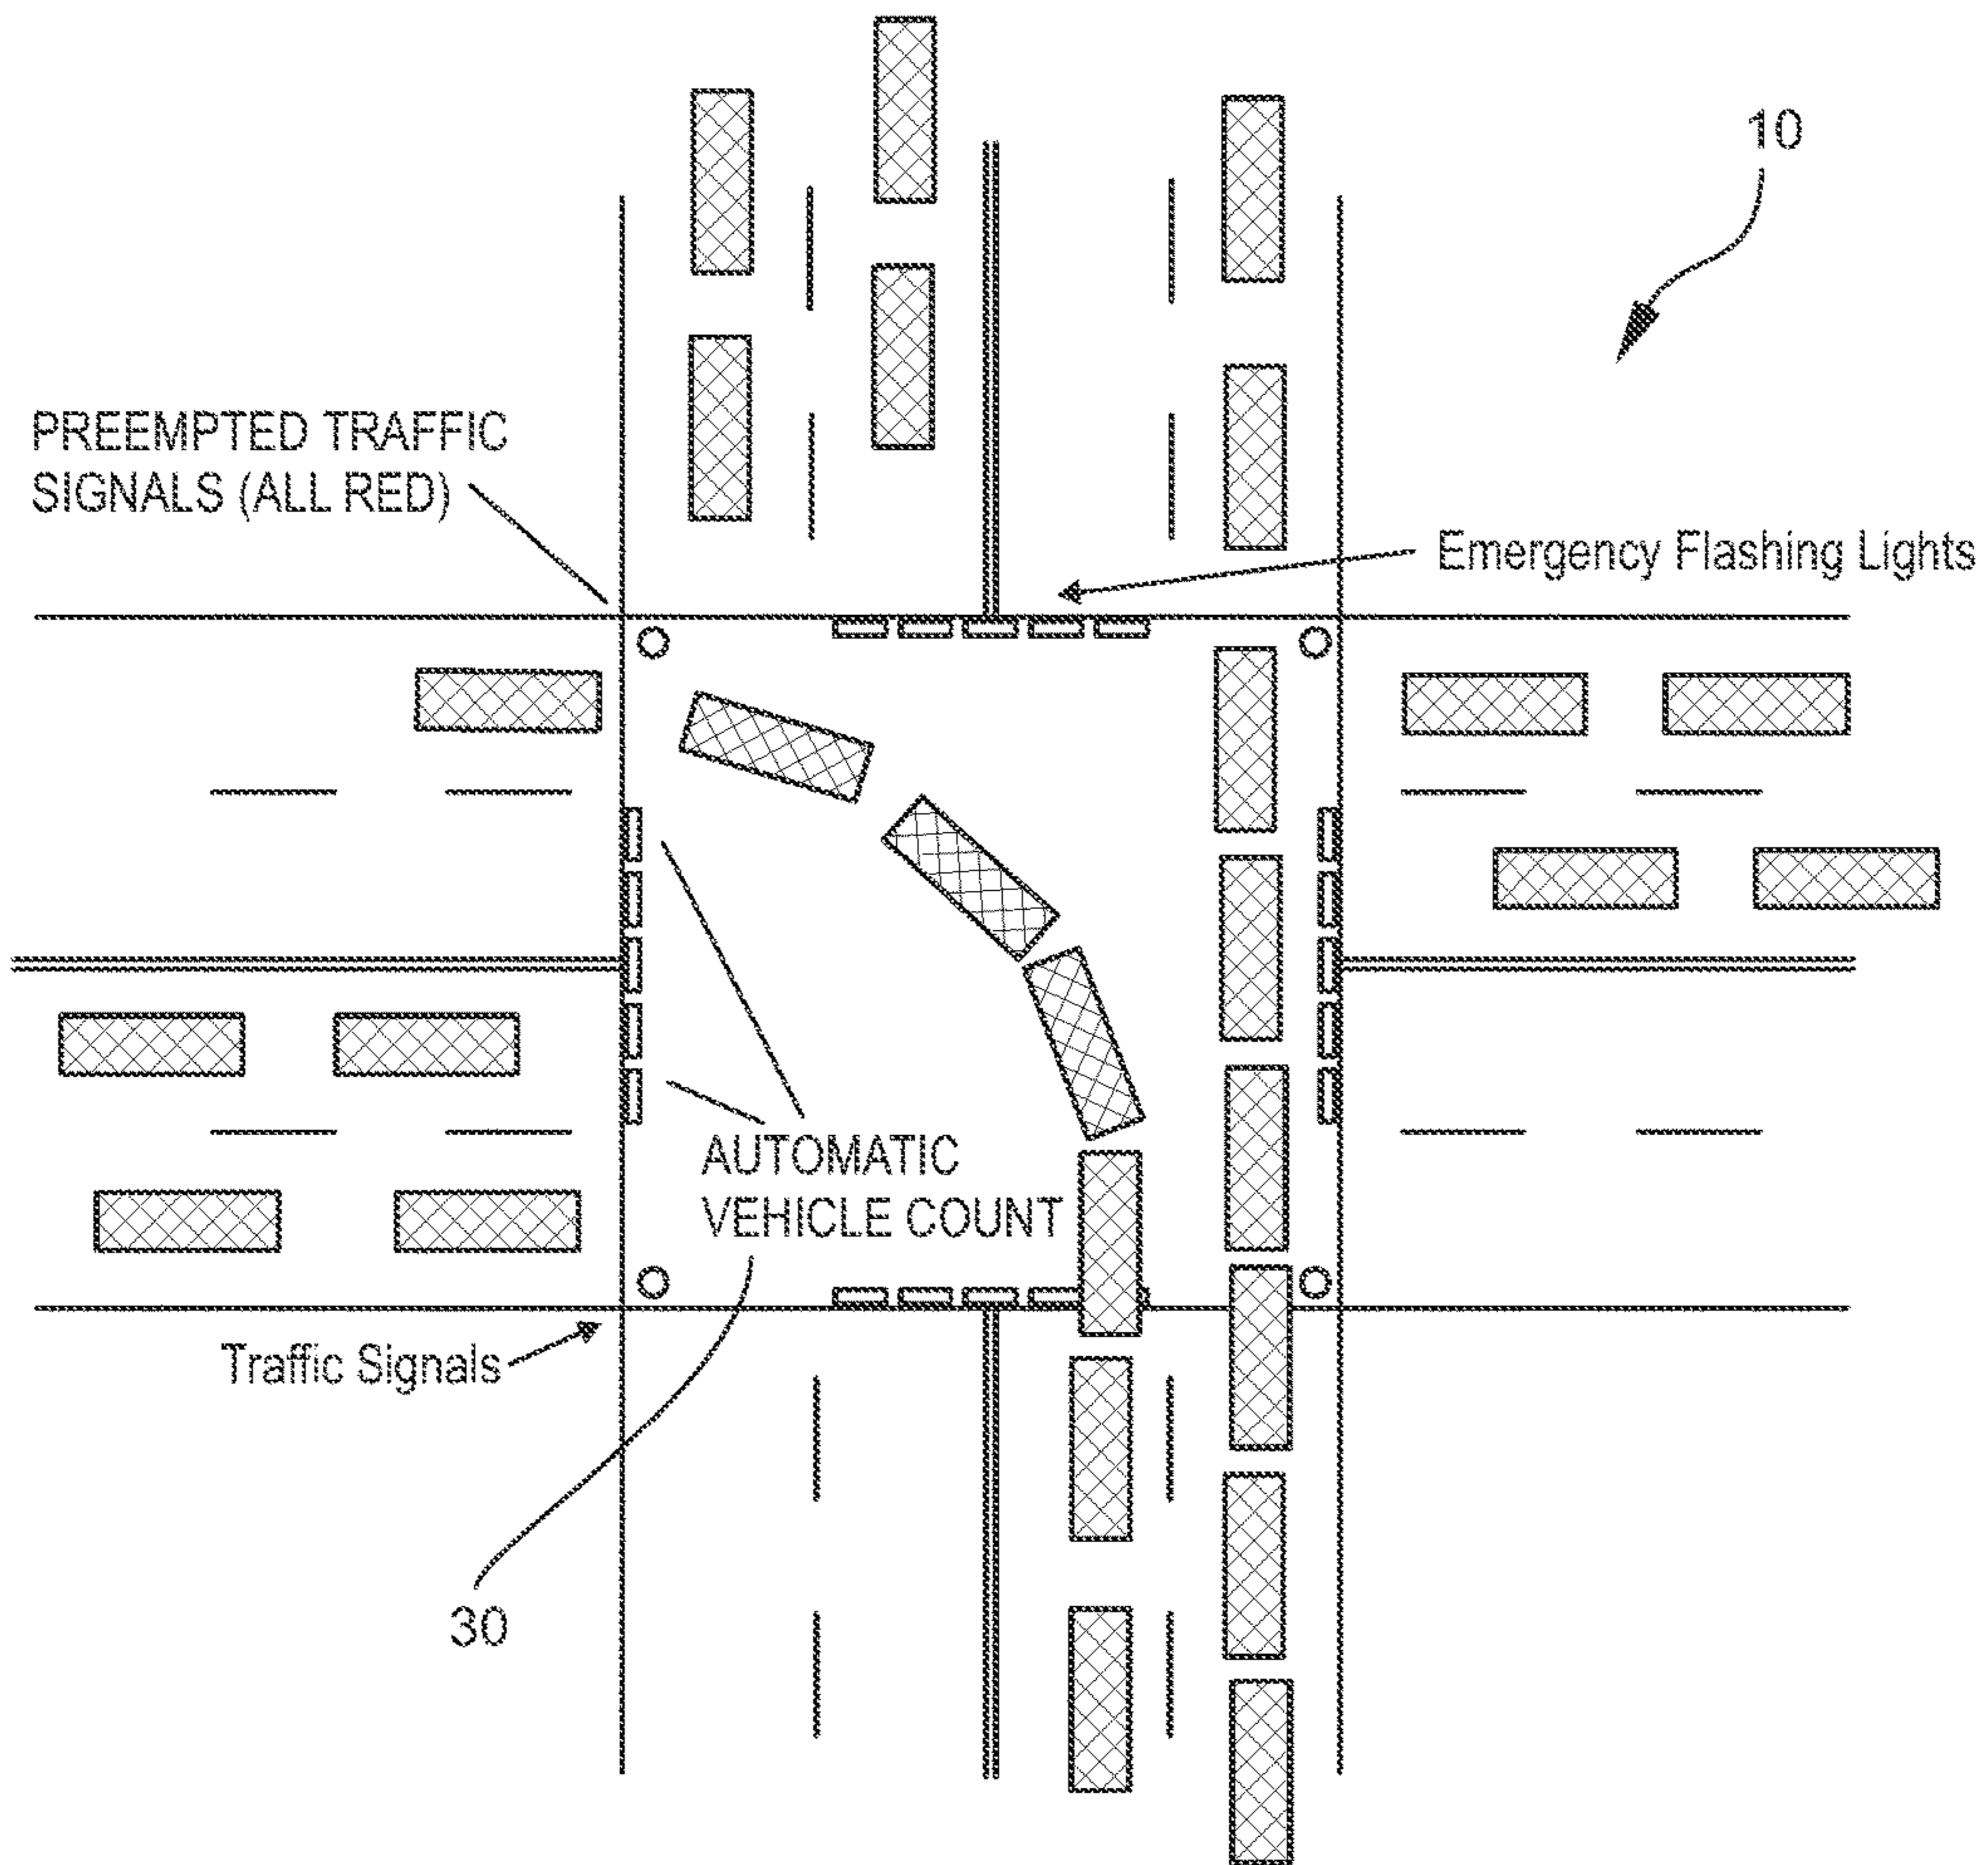 10
PREEMPTED TRAFFIC
SIGNALS (ALL RED)
Emergency Flashing Lights
AUTOMATIC
VEHICLE COUNT
Traffic Signals
30